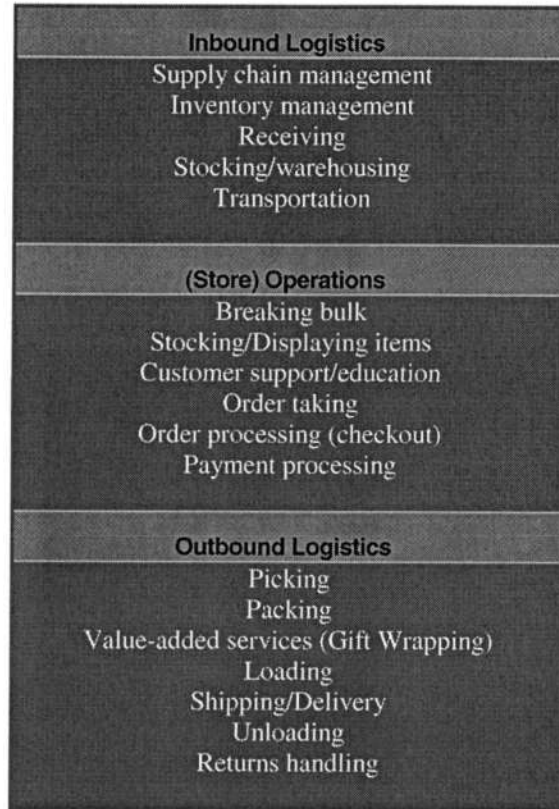 Inbound Logistics
Supply chain management
Inventory management
Receiving
Stocking/warehousing
Transportation
(Store) Operations
Breaking bulk
Stocking/Displaying items
Customer support/education
Order taking
Order processing (checkout)
Payment processing
Outbound Logistics
Picking
Packing
Value-added services (Gift Wrapping)
Loading
Shipping/Delivery
Unloading
Returns handling